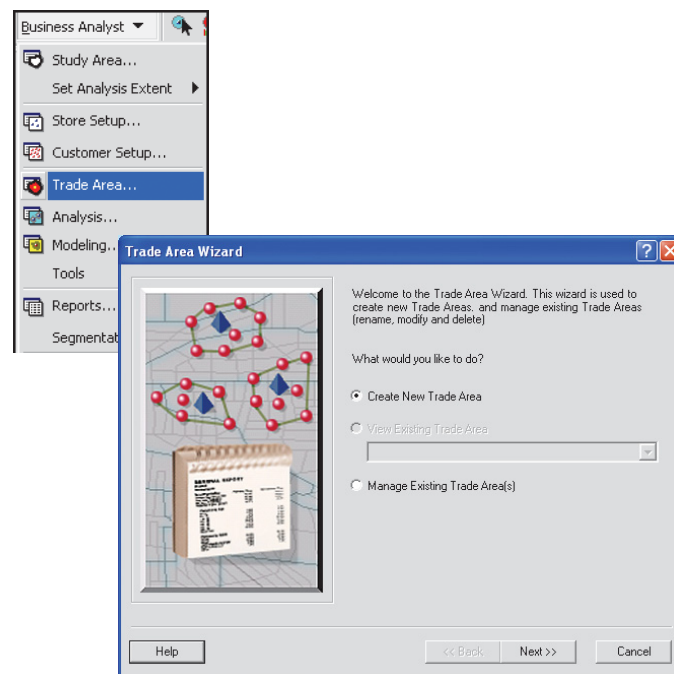 Business Analyst
Study Area...
Set Analysis Extent
Store Setup...
Customer Setup...
Trade Area...
Analysis...
Modeling..
Tools
Reports...
Segmentat
Trade Area Wizard
Welcome to the Trade Area Wizard. This wizard is used to
create new Trade Areas. and manage existing Trade Areas
(rename, modify and delete)
What would you like to do?
Create New Trade Area
View Existing Trade Area
Manage Existing Trade Area(s)
REPORT
Help
<< Back
Next >>
Cancel